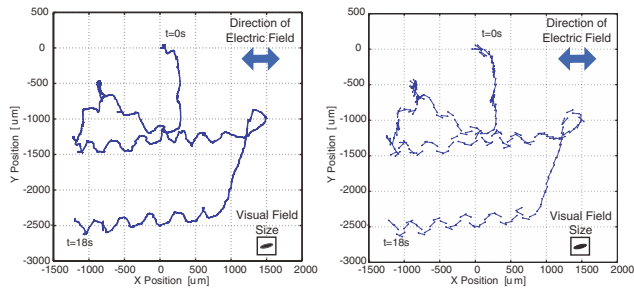 500
0
-500
-1000
-1500
-2000
-2500
-3000
Y Position [um]
t=0s
Direction of
Electric Field
Visual Field
Size
t=18s
-1500
-1000
-500
0
500
1000
1500
2000
X Position [um]
500
0
-500
-1000
-1500
-2000
-2500
-3000
Y Position [um]
t=0s
Direction of
Electric Field
Visual Field
Size
t=18s
-1500
-1000
-500
0
500
1000
1500
2000
X Position [um]